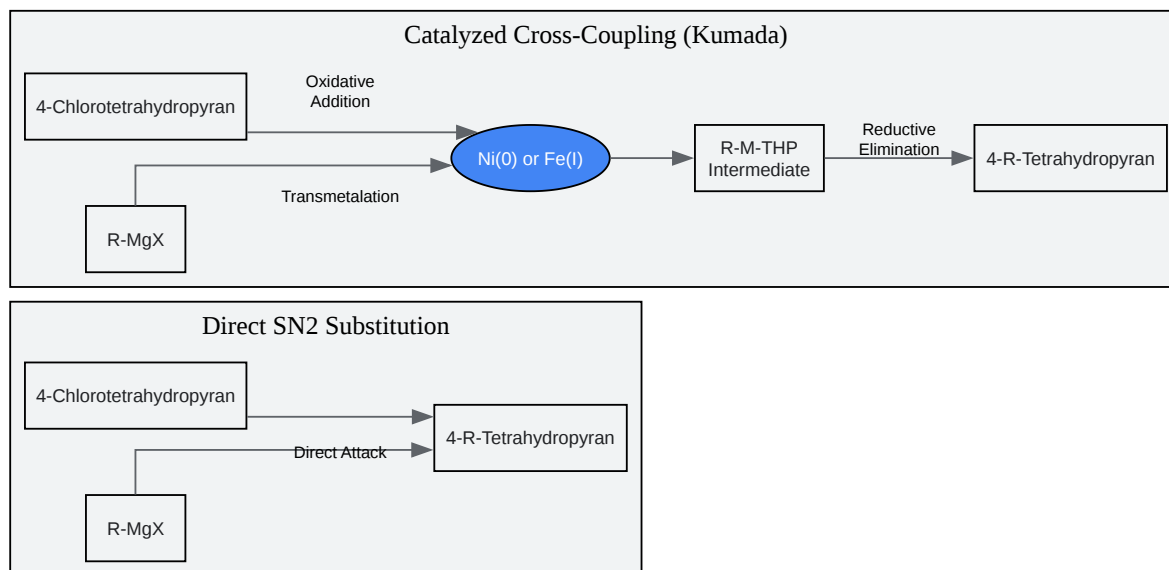 Catalyzed Cross-Coupling (Kumada)
4-Chlorotetrahydropyran
Oxidative
Addition
Ni(0) or Fe(I)
R-M-THP
Intermediate
Reductive
Elimination
4-R-Tetrahydropyran
Transmetalation
R-MgX
Direct SN2 Substitution
4-Chlorotetrahydropyran
4-R-Tetrahydropyran
Direct Attack
R-MgX